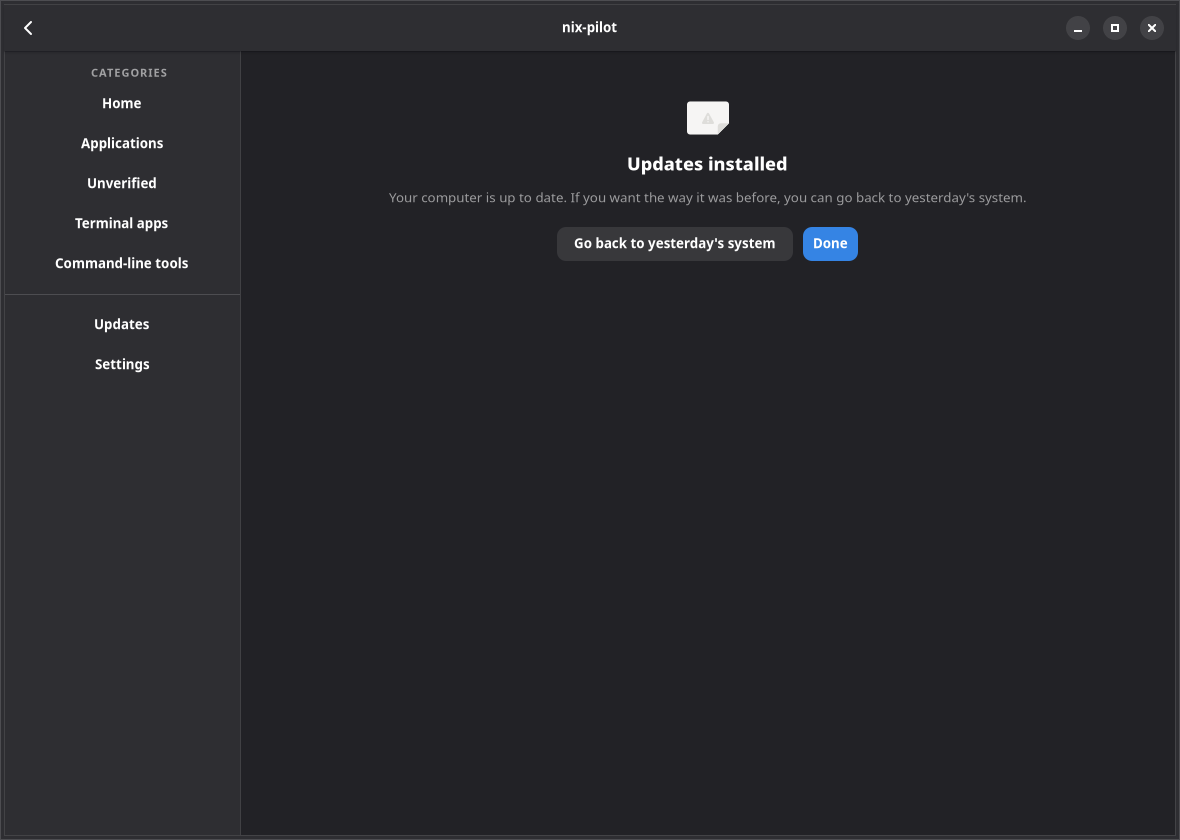 nix-pilot
CATEGORIES
Home
Applications
Unverified
Terminal apps
Command-line tools
Updates
Settings
Updates installed
Your computer is up to date. If you want the way it was before, you can go back to yesterday's system.
Go back to yesterday's system
Done